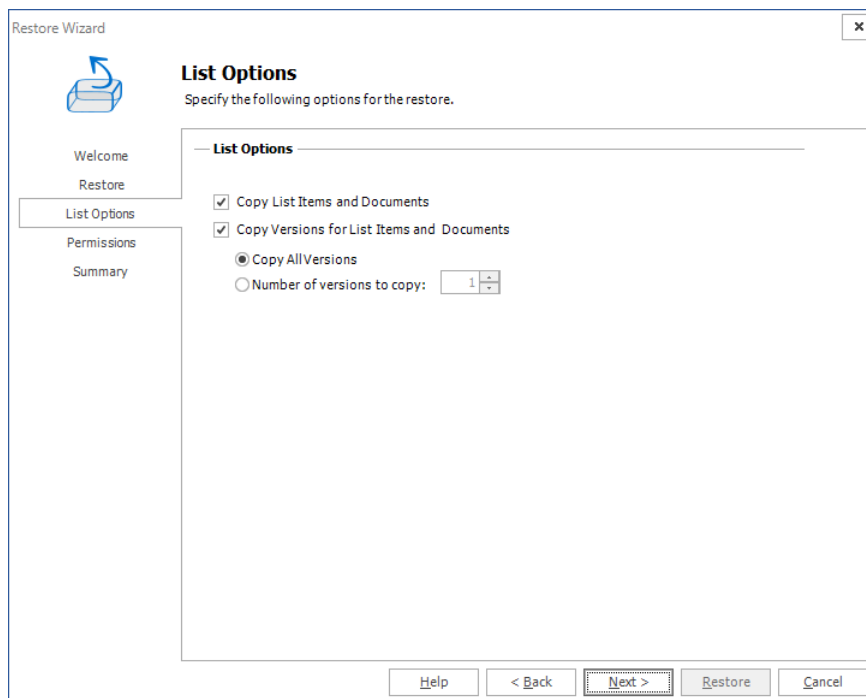 Restore Wizard
List Options
Specify the following options for the restore.
Welcome
Restore
List Options
Permissions
Summary
List Options
Copy List Items and Documents
Copy Versions for List Items and Documents
Copy All Versions
Number of versions to copy: 1
Help < Back Next > Restore Cancel